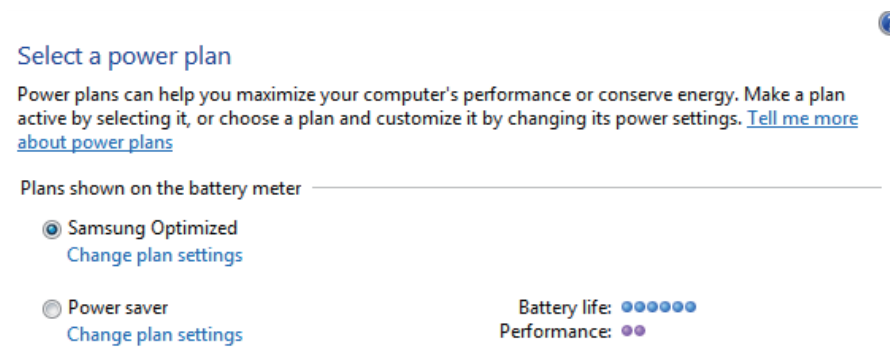 Select a power plan
Power plans can help you maximize your computer's performance or conserve energy. Make a plan
active by selecting it, or choose a plan and customize it by changing its power settings. Tell me more
about power plans
Plans shown on the battery meter
Samsung Optimized
Change plan settings
Power saver
Battery life:
Change plan settings
Performance: